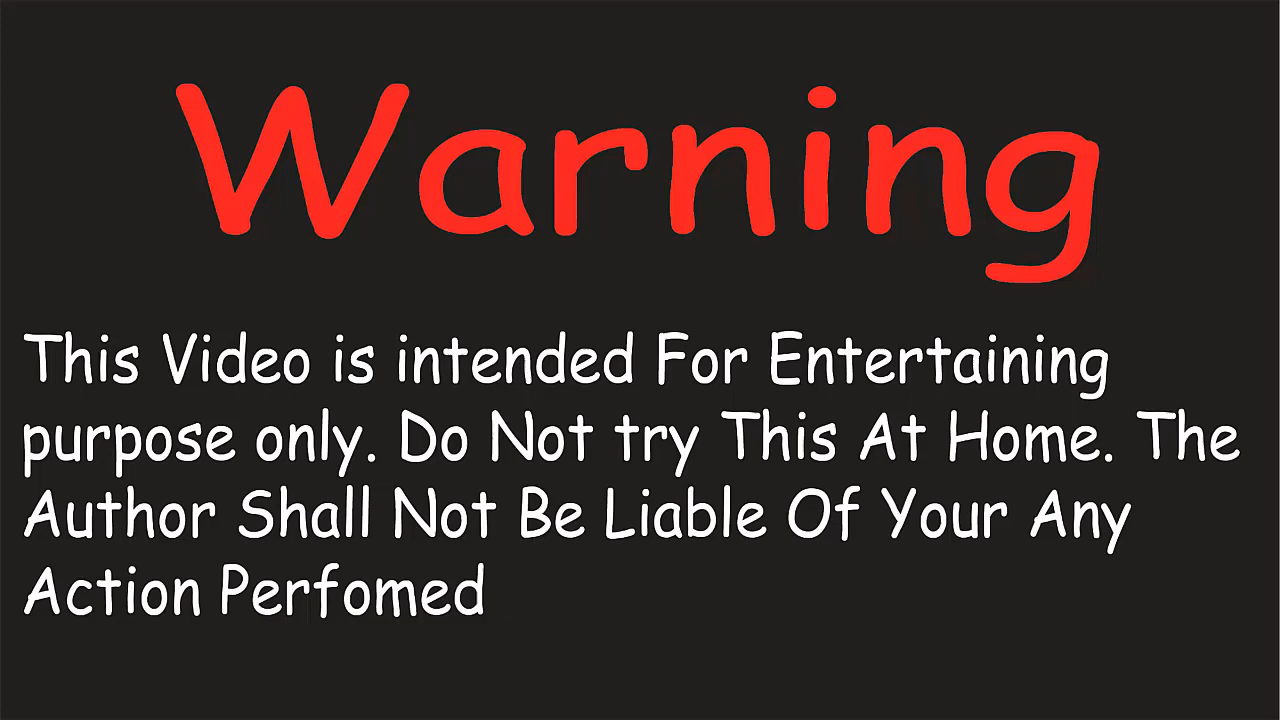 Warning
This Video is intended For Entertaining
purpose only. Do Not try This At Home. The
Author Shall Not Be Liable Of Your Any
Action Perfomed